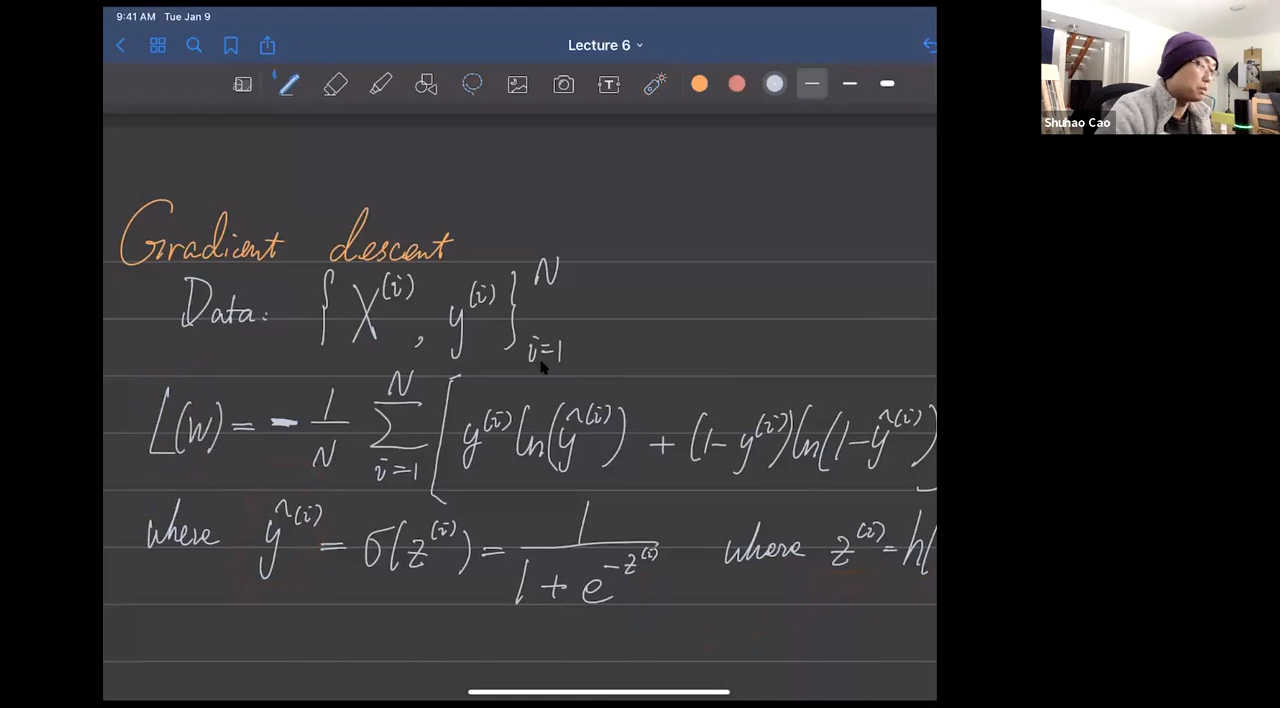 9:41 AM Tue Jan 9
Lecture 6
Shuhao Cao
Gradient descent
Data: { X^(i), y^(i) }_{i=1}^N
L(w) = - 1/N ∑_{i=1}^N [ y^(i) ln(ŷ^(i)) + (1 - y^(i)) ln(1 - ŷ^(i))
where ŷ^(i) = σ(z^(i)) = 1/(1 + e^{-z^(i)}) where z^(i) = h(